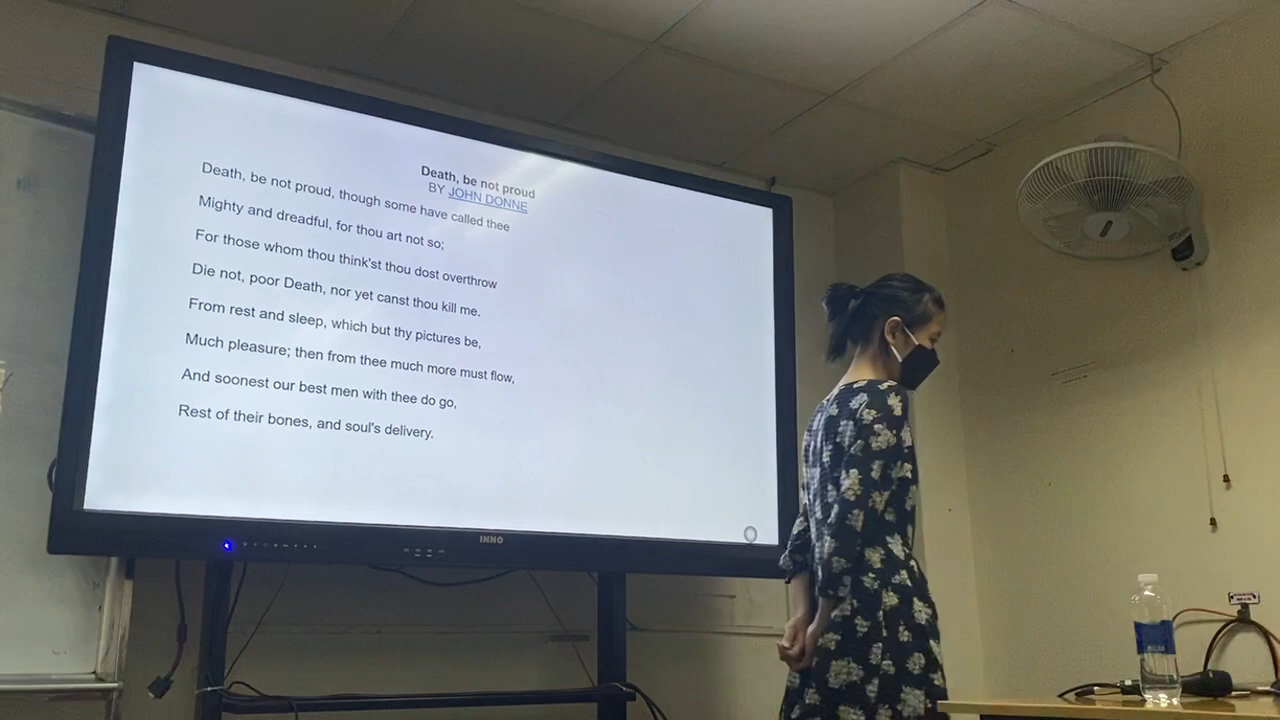 Death, be not proud
BY JOHN DONNE
Death, be not proud, though some have called thee
Mighty and dreadful, for thou art not so;
For those whom thou think'st thou dost overthrow
Die not, poor Death, nor yet canst thou kill me.
From rest and sleep, which but thy pictures be,
Much pleasure; then from thee much more must flow,
And soonest our best men with thee do go,
Rest of their bones, and soul's delivery.
INNO